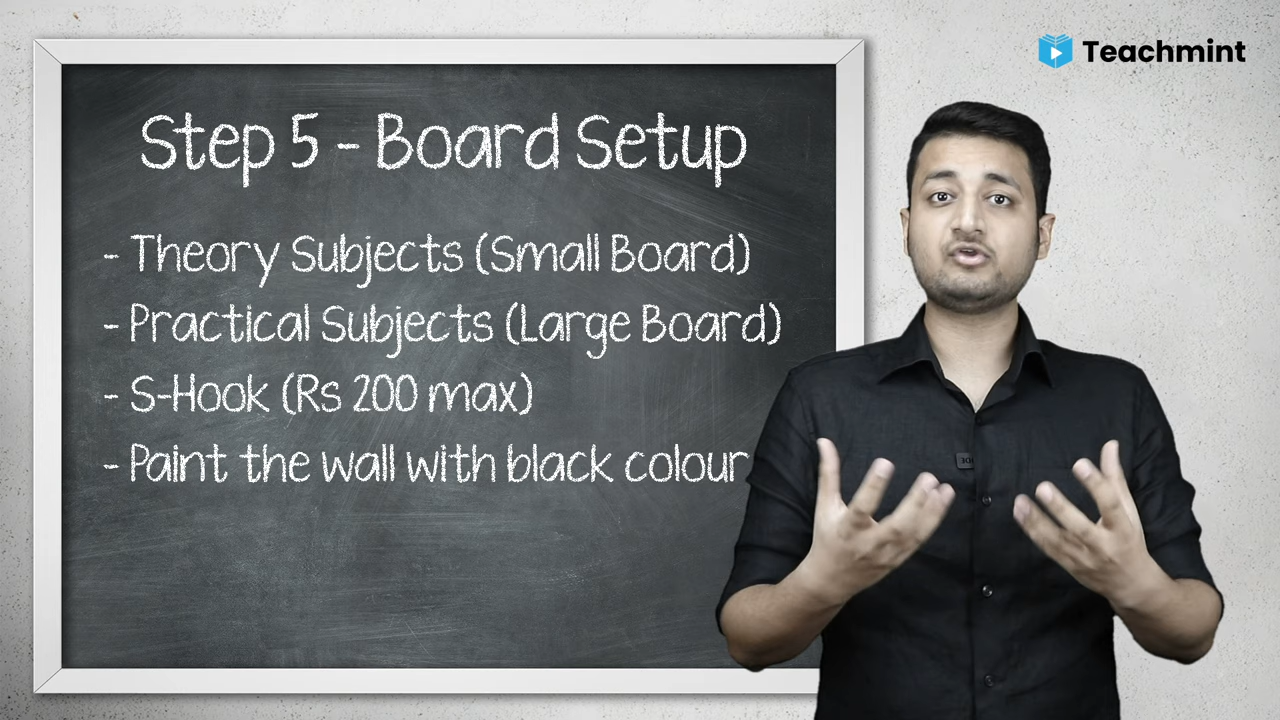 Teachmint
Step 5 - Board Setup
- Theory Subjects (Small Board)
- Practical Subjects (Large Board)
- S-Hook (Rs 200 max)
- Paint the wall with black colour